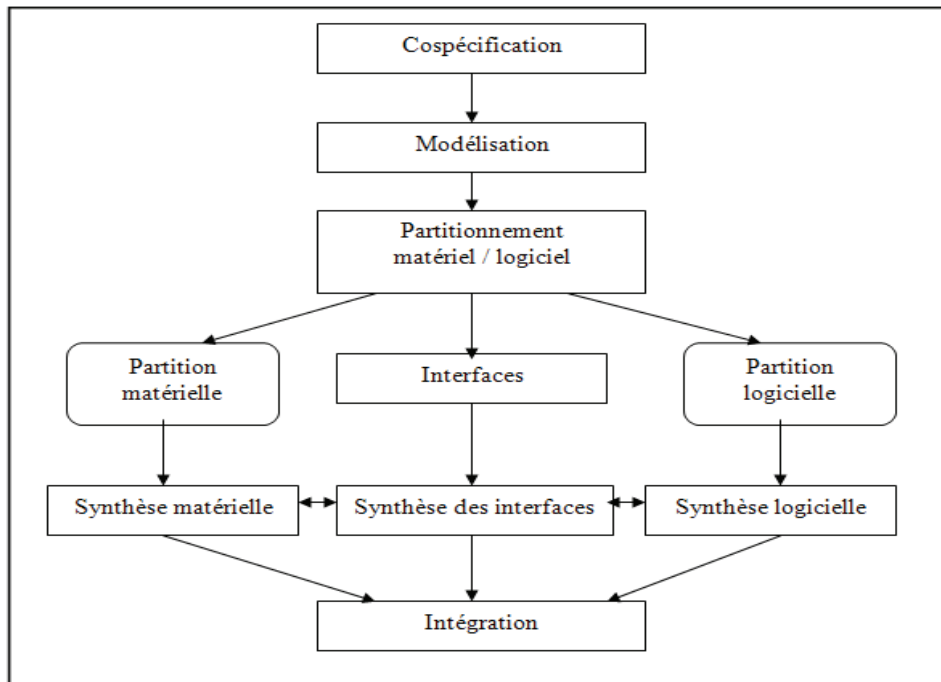 Cospécification
Modélisation
Partitionnement
matériel / logiciel
Partition
matérielle
Interfaces
Partition
logicielle
Synthèse matérielle
Synthèse des interfaces
Synthèse logicielle
Intégration